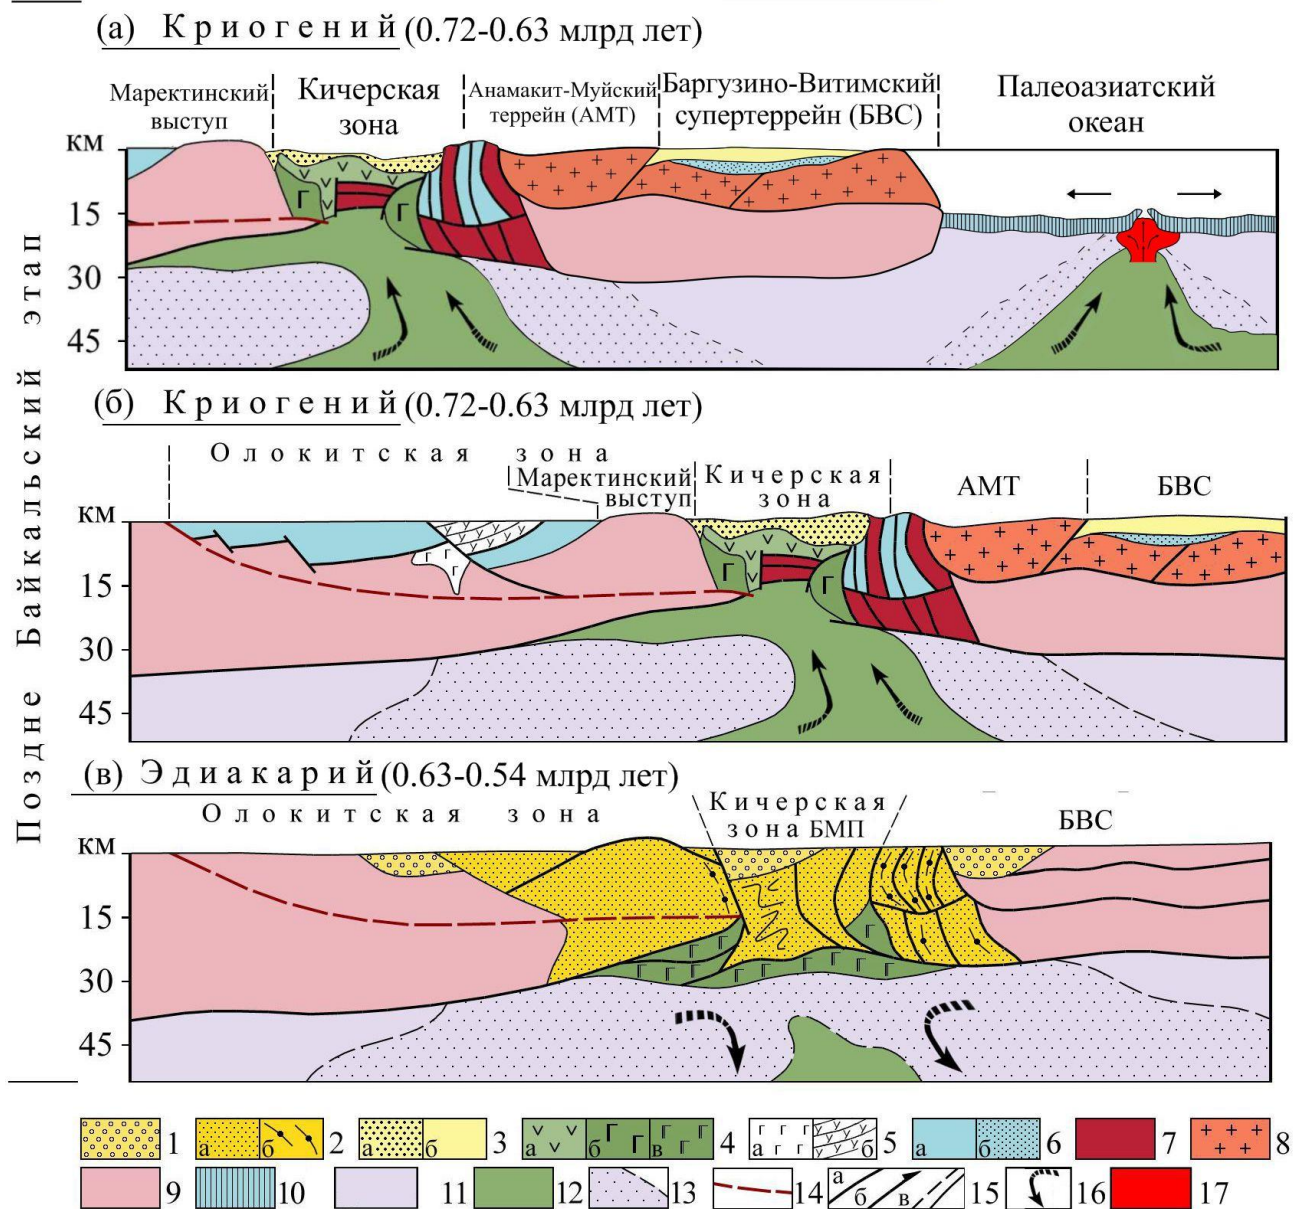 (а) Криогений (0.72-0.63 млрд лет)
Маректинский выступ
Кичерская зона
Анамакит-Муйский террейн (АМТ)
Баргузино-Витимский супертеррейн (БВС)
Палеоазиатский океан
км
15
30
45
Г
Г
Поздне Байкальский этап
(б) Криогений (0.72-0.63 млрд лет)
Олокитская зона
Маректинский выступ
Кичерская зона
АМТ
БВС
км
15
30
45
Г Г
Г
Г
Г
(в) Эдиакарий (0.63-0.54 млрд лет)
Олокитская зона
Кичерская зона БМП
БВС
км
15
30
45
Г Г Г
Г Г Г Г Г Г Г Г Г
1
а б 2
а б 3
а б в 4
а б 5
а б 6
7
8
9
10
11
12
13
14
а б в 15
16
17